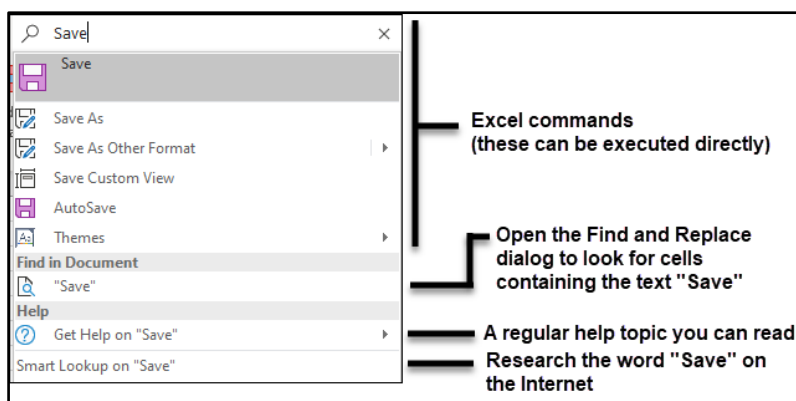 Save
Save
Save As
Save As Other Format
Save Custom View
AutoSave
Themes
Find in Document
"Save"
Help
Get Help on "Save"
Smart Lookup on "Save"
Excel commands
(these can be executed directly)
Open the Find and Replace
dialog to look for cells
containing the text "Save"
A regular help topic you can read
Research the word "Save" on
the Internet